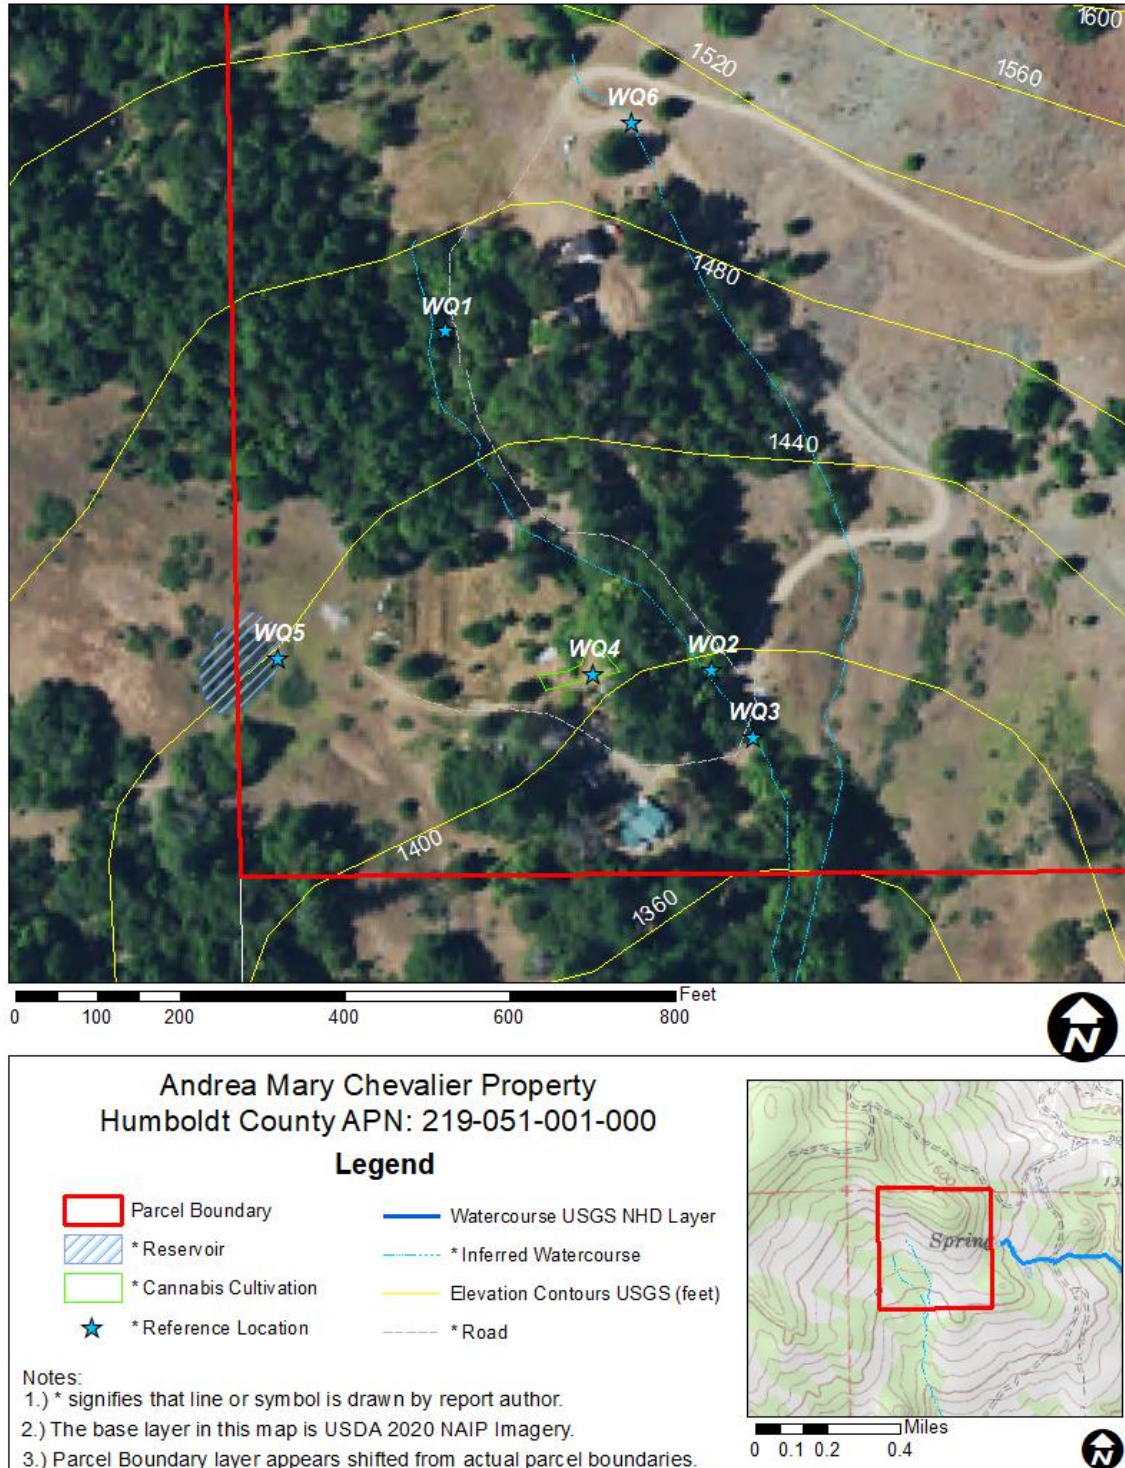 1600
1520
1560
WQ6
1480
WQ1
1440
WQ5
WQ4
WQ2
WQ3
1400
1360
Feet
0 100 200 400 600 800
N
Andrea Mary Chevalier Property
Humboldt County APN: 219-051-001-000
Legend
Parcel Boundary
* Reservoir
* Cannabis Cultivation
* Reference Location
Watercourse USGS NHD Layer
* Inferred Watercourse
Elevation Contours USGS (feet)
* Road
Notes:
1.) * signifies that line or symbol is drawn by report author.
2.) The base layer in this map is USDA 2020 NAIP Imagery.
3.) Parcel Boundary layer appears shifted from actual parcel boundaries.
1600
Spring
Miles
0 0.1 0.2 0.4
N